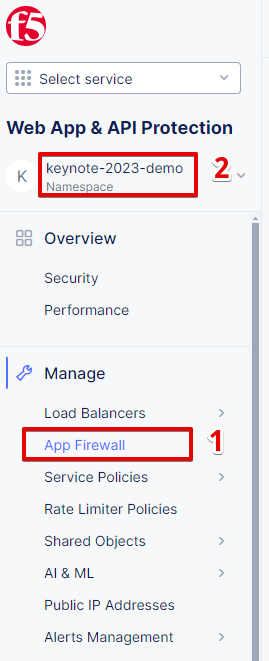 f5
Select service
Web App & API Protection
K
keynote-2023-demo
Namespace
2
Overview
Security
Performance
Manage
Load Balancers
App Firewall
1
Service Policies
Rate Limiter Policies
Shared Objects
AI & ML
Public IP Addresses
Alerts Management